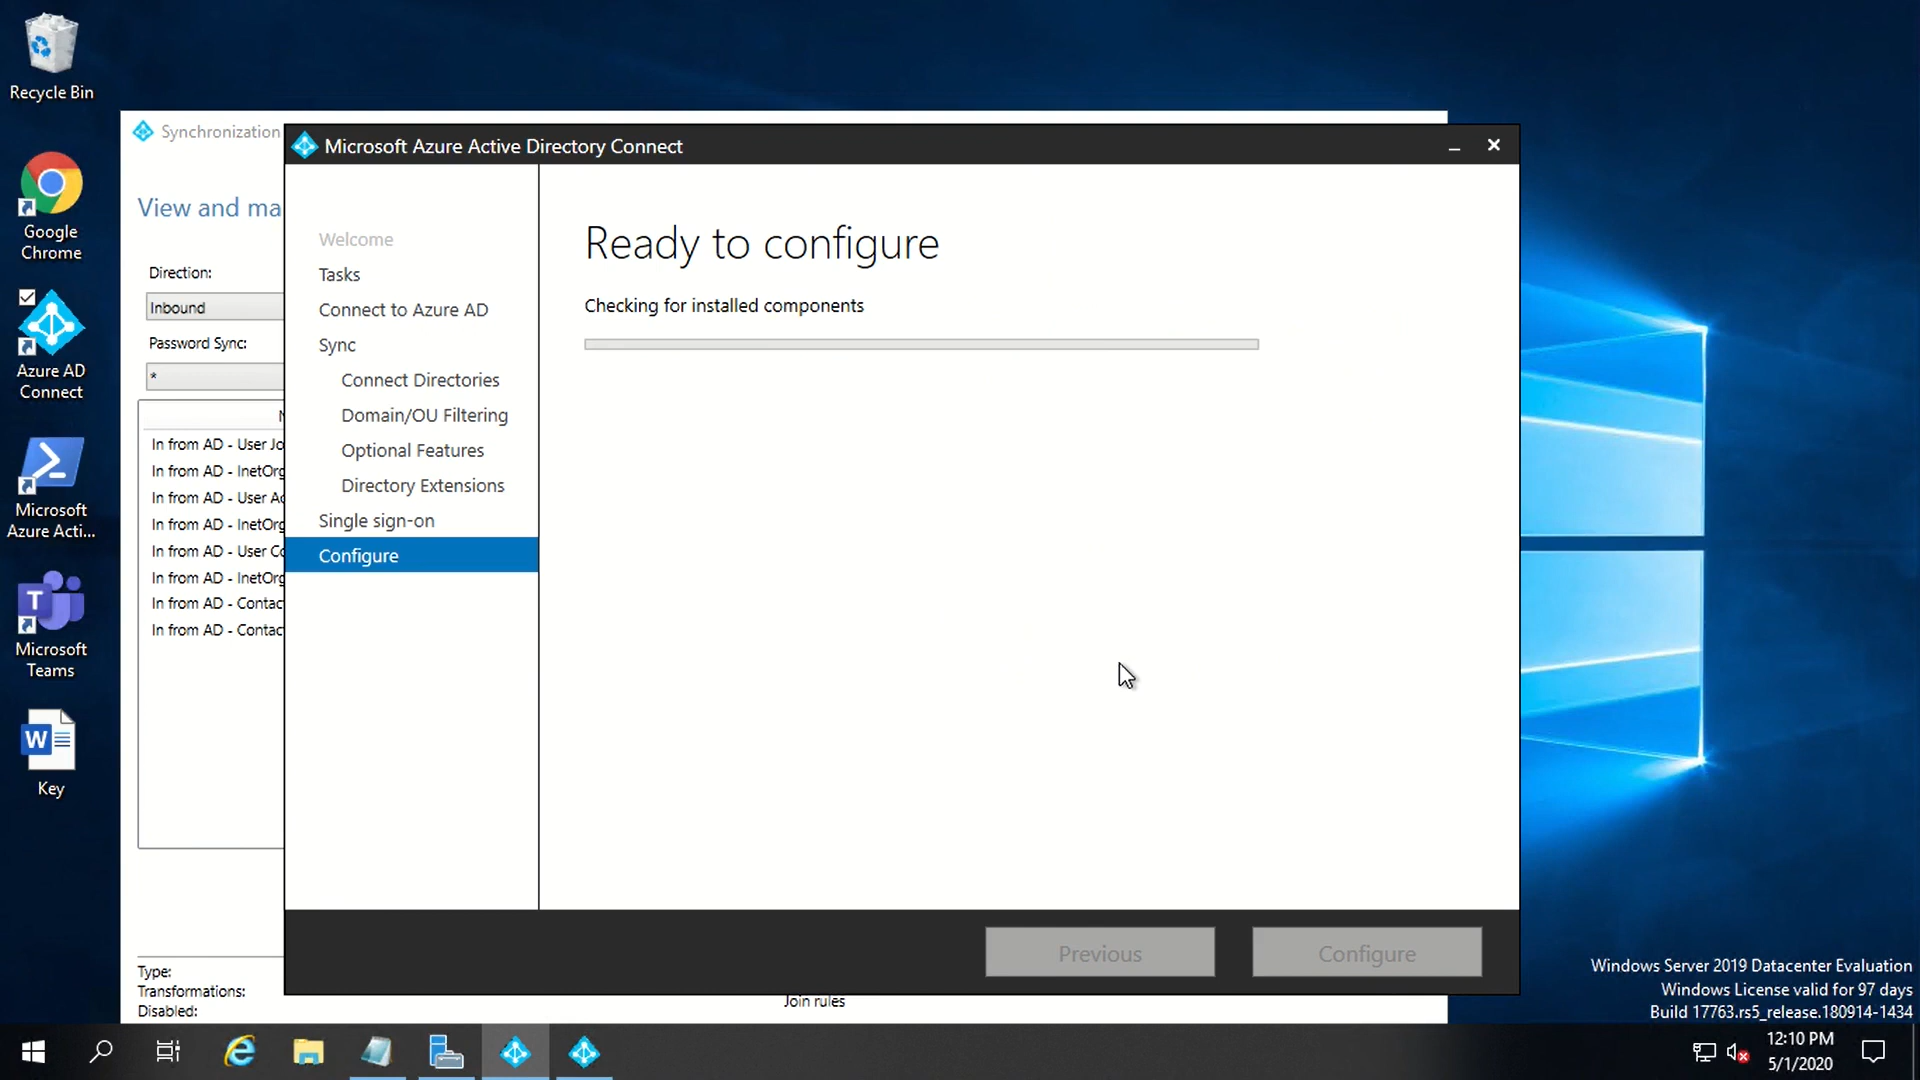 Recycle Bin
Google
Chrome
Azure AD
Connect
Microsoft
Azure Acti...
Microsoft
Teams
Key
Synchronization
View and ma
Direction:
Inbound
Password Sync:
*
In from AD - User Jo
In from AD - InetOrg
In from AD - User Ac
In from AD - InetOrg
In from AD - User Co
In from AD - InetOrg
In from AD - Contac
In from AD - Contac
Type:
Transformations:
Disabled:
Join rules
Microsoft Azure Active Directory Connect
Welcome
Tasks
Connect to Azure AD
Sync
Connect Directories
Domain/OU Filtering
Optional Features
Directory Extensions
Single sign-on
Configure
Ready to configure
Checking for installed components
Previous
Configure
Windows Server 2019 Datacenter Evaluation
Windows License valid for 97 days
Build 17763.rs5_release.180914-1434
12:10 PM
5/1/2020